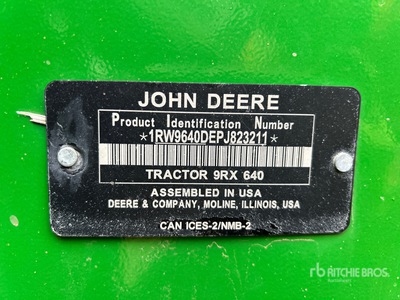 JOHN DEERE
Product Identification Number
*1RW9640DEPJ823211*
TRACTOR 9RX 640
ASSEMBLED IN USA
DEERE & COMPANY, MOLINE, ILLINOIS, USA
CAN ICES-2/NMB-2
rb RITCHIE BROS.